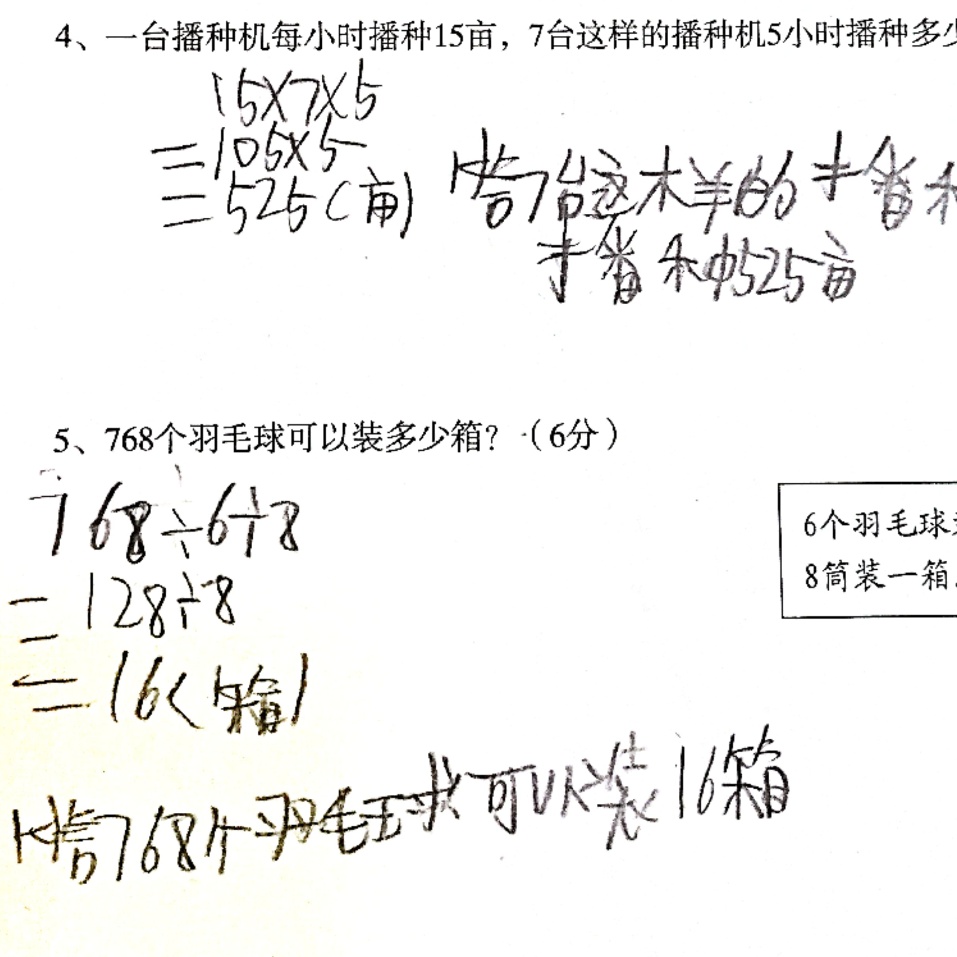 4、一台播种机每小时播种15亩，7台这样的播种机5小时播种多少
15×7×5
=105×5
=525(亩)
答7台这样的播种
播种525亩
5、768个羽毛球可以装多少箱？（6分）
768÷6÷8
=128÷8
=16(箱)
6个羽毛球
8筒装一箱
答768个羽毛球可以装16箱